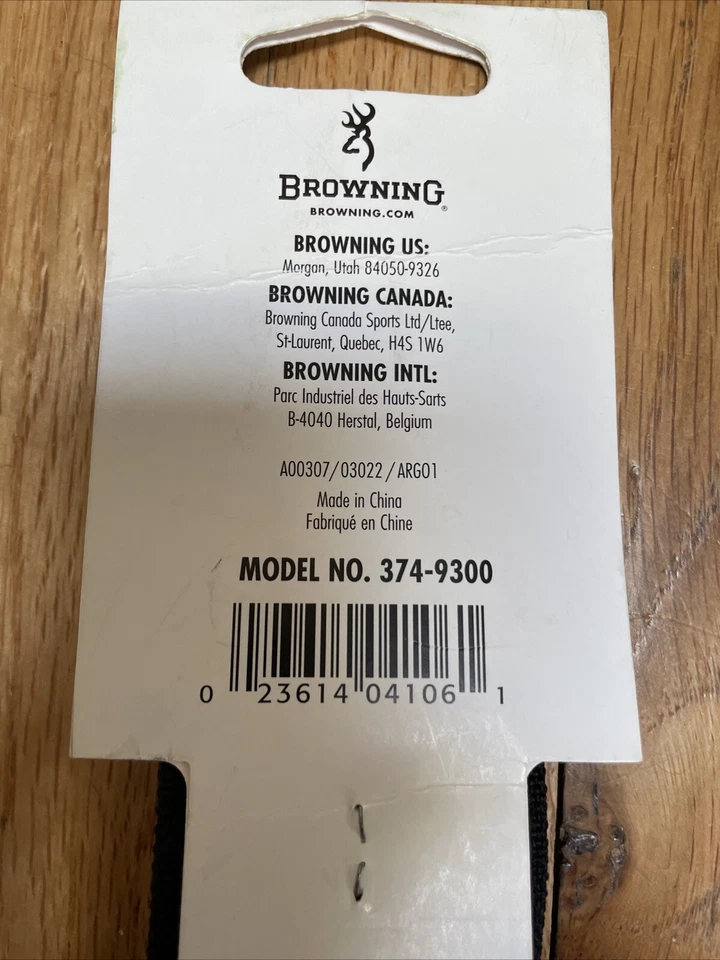 BROWNING®
BROWNING.COM
BROWNING US:
Morgan, Utah 84050-9326
BROWNING CANADA:
Browning Canada Sports Ltd/Ltee,
St-Laurent, Quebec, H4S 1W6
BROWNING INTL:
Parc Industriel des Hauts-Sarts
B-4040 Herstal, Belgium
A00307/03022/ARG01
Made in China
Fabriqué en Chine
MODEL NO. 374-9300
0 23614 04106 1